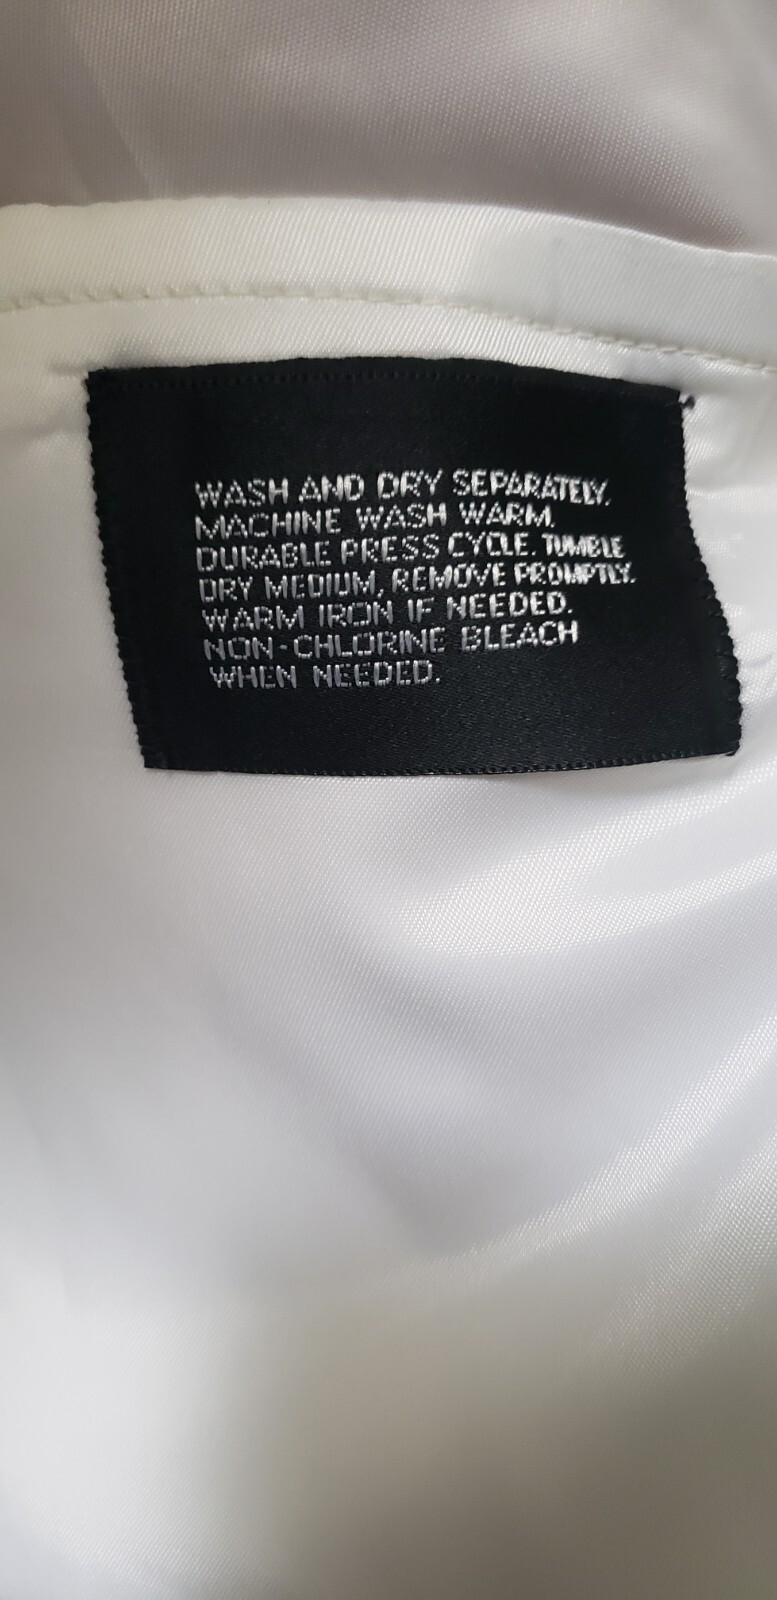 WASH AND DRY SEPARATELY.
MACHINE WASH WARM.
DURABLE PRESS CYCLE. TUMBLE
DRY MEDIUM, REMOVE PROMPTLY.
WARM IRON IF NEEDED.
NON-CHLORINE BLEACH
WHEN NEEDED.